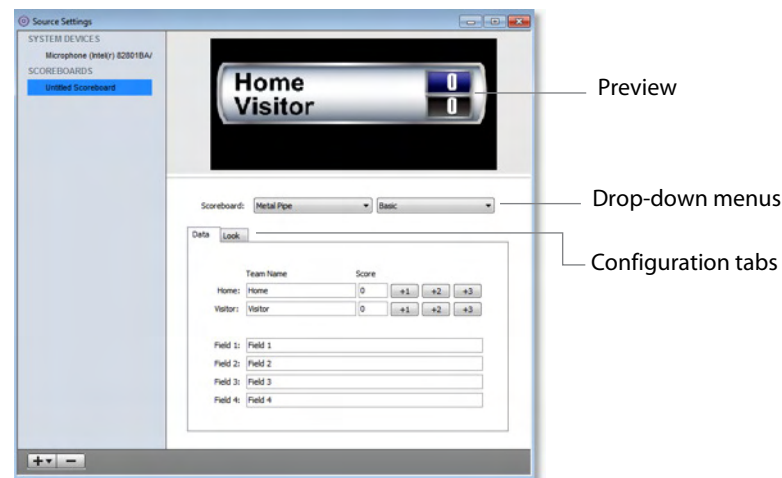 Source Settings
SYSTEM DEVICES
Microphone (Intel(r) 82801BA/
SCOREBOARDS
Untitled Scoreboard
Home 0
Visitor 0
Preview
Scoreboard: Metal Pipe Basic
Drop-down menus
Data Look
Configuration tabs
Team Name Score
Home: Home 0 +1 +2 +3
Visitor: Visitor 0 +1 +2 +3
Field 1: Field 1
Field 2: Field 2
Field 3: Field 3
Field 4: Field 4